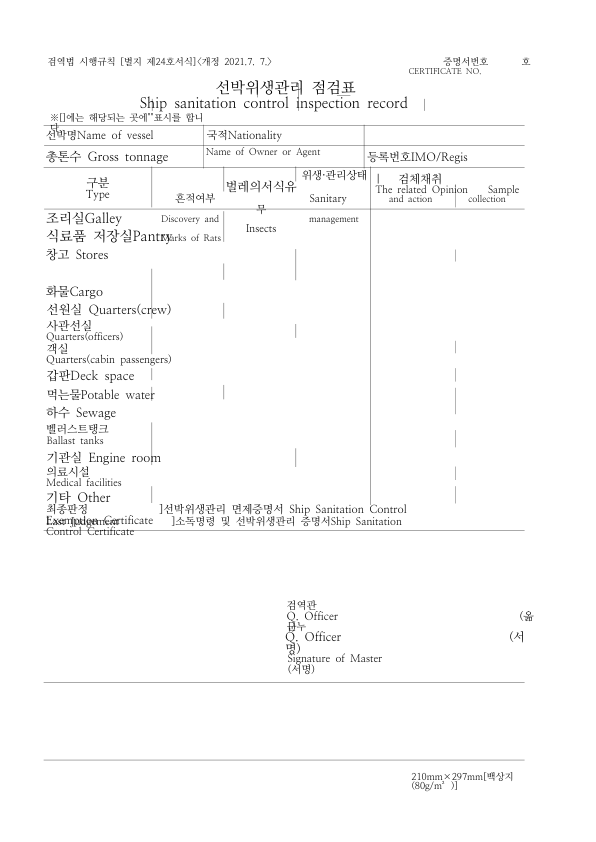 검역법 시행규칙 [별지 제24호서식]<개정 2021.7. 7.>
증명서번호 호
CERTIFICATE NO.
선박위생관리 점검표
Ship sanitation control inspection record
※[]에는 해당되는 곳에""표시를 합니
다.
선박명Name of vessel 국적Nationality
총톤수 Gross tonnage Name of Owner or Agent 등록번호IMO/Regis
구분
Type
흔적여부
Discovery and
Marks of Rats
벌레의서식유
무
Insects
위생·관리상태
Sanitary
management
검체채취
The related Opinion Sample
and action collection
조리실Galley
식료품 저장실Pantry
창고 Stores
화물Cargo
선원실 Quarters(crew)
사관선실
Quarters(officers)
객실
Quarters(cabin passengers)
갑판Deck space
먹는물Potable water
하수 Sewage
벨러스트탱크
Ballast tanks
기관실 Engine room
의료시설
Medical facilities
기타 Other
최종판정 ]선박위생관리 면제증명서 Ship Sanitation Control
Exemption Certificate ]소독명령 및 선박위생관리 증명서Ship Sanitation
Control Certificate
검역관
Q. Officer (옮
Q. Officer (서
명)
Signature of Master
(서명)
210mm×297mm[백상지
(80g/m² )]